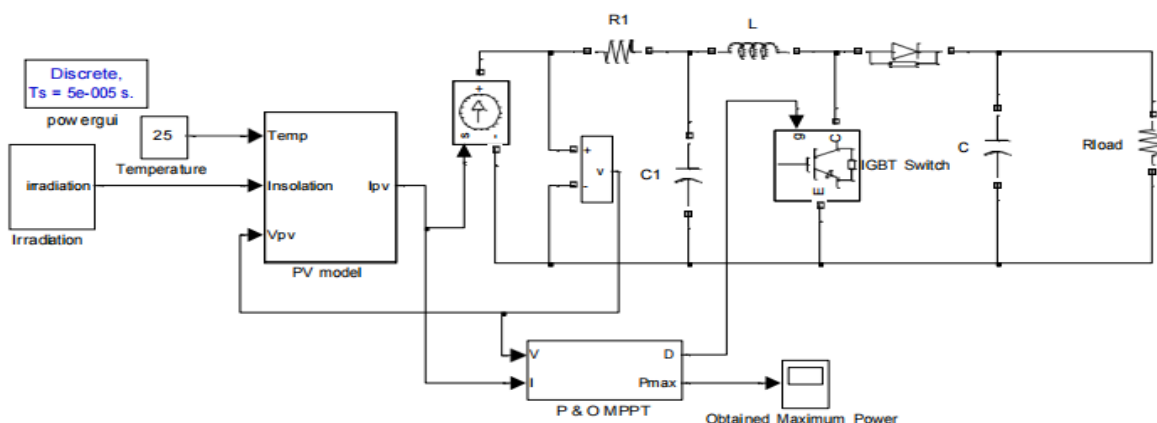 Discrete,
Ts = 5e-005 s.
powergui
25
Temperature
irradiation
Irradiation
Temp
Insolation
Vpv
Ipv
PV model
+
s
-
+
-
v
R1
C1
L
g
C
E
IGBT Switch
C
Rload
V
I
D
Pmax
P & O MPPT
Obtained Maximum Power